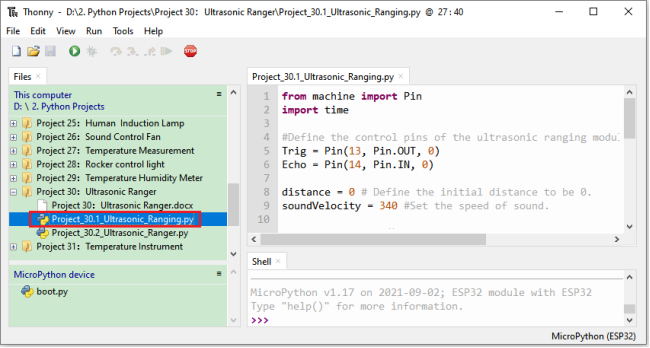 Thonny - D:\2. Python Projects\Project 30: Ultrasonic Ranger\Project_30.1_Ultrasonic_Ranging.py @ 27 : 40
File Edit View Run Tools Help
STOP
Files
This computer
D: \ 2. Python Projects
Project 25: Human Induction Lamp
Project 26: Sound Control Fan
Project 27: Temperature Measurement
Project 28: Rocker control light
Project 29: Temperature Humidity Meter
Project 30: Ultrasonic Ranger
Project 30: Ultrasonic Ranger.docx
Project_30.1_Ultrasonic_Ranging.py
Project_30.2_Ultrasonic_Ranger.py
Project 31: Temperature Instrument
MicroPython device
boot.py
Project_30.1_Ultrasonic_Ranging.py
1 from machine import Pin
2 import time
3
4 #Define the control pins of the ultrasonic ranging modul
5 Trig = Pin(13, Pin.OUT, 0)
6 Echo = Pin(14, Pin.IN, 0)
7
8 distance = 0 # Define the initial distance to be 0.
9 soundVelocity = 340 #Set the speed of sound.
10
Shell
MicroPython v1.17 on 2021-09-02; ESP32 module with ESP32
Type "help()" for more information.
>>>
MicroPython (ESP32)